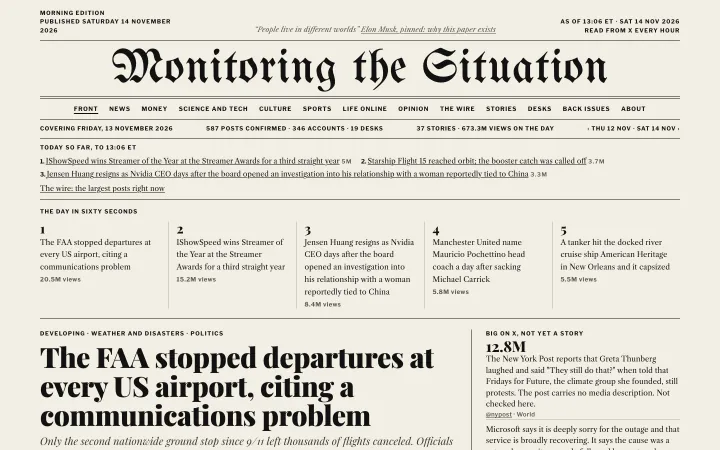 MORNING EDITION
PUBLISHED SATURDAY 14 NOVEMBER
2026
"People live in different worlds" Elon Musk, pinned: why this paper exists
AS OF 13:06 ET · SAT 14 NOV 2026
READ FROM X EVERY HOUR
Monitoring the Situation
FRONT NEWS MONEY SCIENCE AND TECH CULTURE SPORTS LIFE ONLINE OPINION THE WIRE STORIES DESKS BACK ISSUES ABOUT
COVERING FRIDAY, 13 NOVEMBER 2026 587 POSTS CONFIRMED · 346 ACCOUNTS · 19 DESKS 37 STORIES · 673.3M VIEWS ON THE DAY ‹ THU 12 NOV · SAT 14 NOV ›
TODAY SO FAR, TO 13:06 ET
1. IShowSpeed wins Streamer of the Year at the Streamer Awards for a third straight year 5M 2. Starship Flight 15 reached orbit; the booster catch was called off 3.7M
3. Jensen Huang resigns as Nvidia CEO days after the board opened an investigation into his relationship with a woman reportedly tied to China 3.3M
The wire: the largest posts right now
THE DAY IN SIXTY SECONDS
1
The FAA stopped departures at
every US airport, citing a
communications problem
20.5M views
2
IShowSpeed wins Streamer of
the Year at the Streamer
Awards for a third straight year
15.2M views
3
Jensen Huang resigns as Nvidia
CEO days after the board
opened an investigation into
his relationship with a woman
reportedly tied to China
8.4M views
4
Manchester United name
Mauricio Pochettino head
coach a day after sacking
Michael Carrick
5.8M views
5
A tanker hit the docked river
cruise ship American Heritage
in New Orleans and it capsized
5.5M views
DEVELOPING · WEATHER AND DISASTERS · POLITICS
The FAA stopped departures at
every US airport, citing a
communications problem
Only the second nationwide ground stop since 9/11 left thousands of flights canceled. Officials
BIG ON X, NOT YET A STORY
12.8M
The New York Post reports that Greta Thunberg
laughed and said "They still do that?" when told that
Fridays for Future, the climate group she founded, still
protests. The post carries no media description. Not
checked here.
@nypost · World
Microsoft says it is deeply sorry for the outage and that
service is broadly recovering. It says the cause was a